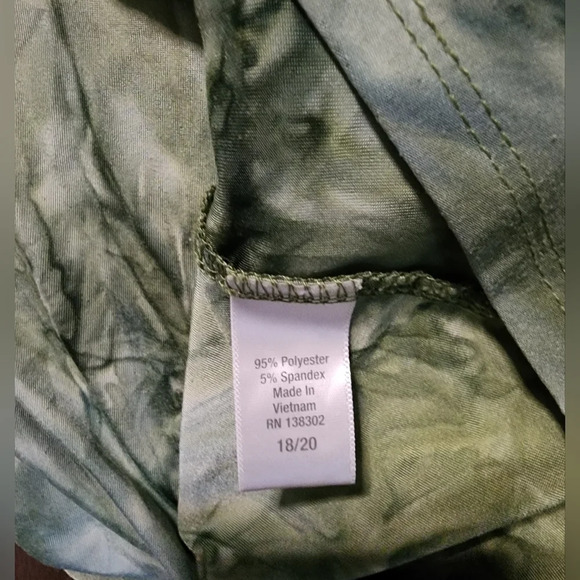 95% Polyester
5% Spandex
Made In
Vietnam
RN 138302
18/20